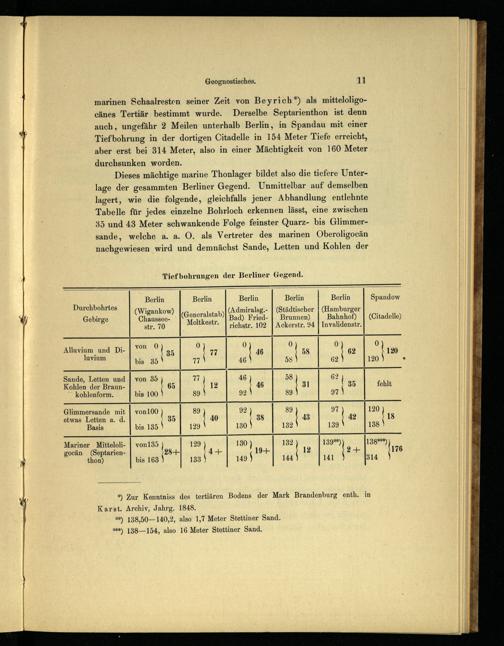 Geognostisches. 11
marinen Schaalresten seiner Zeit von Beyrich*) als mitteloligo-
cänes Tertiär bestimmt wurde. Derselbe Septarienthon ist denn
auch, ungefähr 2 Meilen unterhalb Berlin, in Spandau mit einer
Tiefbohrung in der dortigen Citadelle in 154 Meter Tiefe erreicht,
aber erst bei 314 Meter, also in einer Mächtigkeit von 160 Meter
durchsunken worden.
Dieses mächtige marine Thonlager bildet also die tiefere Unter-
lage der gesammten Berliner Gegend. Unmittelbar auf demselben
lagert, wie die folgende, gleichfalls jener Abhandlung entlehnte
Tabelle für jedes einzelne Bohrloch erkennen lässt, eine zwischen
35 und 43 Meter schwankende Folge feinster Quarz- bis Glimmer-
sande, welche a. a. O. als Vertreter des marinen Oberoligocän
nachgewiesen wird und demnächst Sande, Letten und Kohlen der
Tiefbohrungen der Berliner Gegend.
Durchbohrtes Gebirge
Berlin (Wigankow) Chaussee- str. 70
Berlin (Generalstab) Moltkestr.
Berlin (Admiralsg.- Bad) Fried- richstr. 102
Berlin (Städtischer Brunnen) Ackerstr. 94
Berlin (Hamburger Bahnhof) Invalidenstr.
Spandow (Citadelle)
Alluvium und Di- von 0 } 35 0 } 77 0 } 46 0 } 58 0 } 62 0 } 120
luvium bis 35 77 46 58 62 120
Sande, Letten und von 35 } 65 77 } 12 46 } 46 58 } 31 62 } 35 fehlt
Kohlen der Braun- kohlenform. bis 100 89 92 89 97
Glimmersande mit von 100 } 35 89 } 40 92 } 38 89 } 43 97 } 42 120 } 18
etwas Letten a. d. Basis bis 135 129 130 132 139 138
Mariner Mitteloli- von 135 } 28+ 129 } 4+ 130 } 19+ 132 } 12 139**) } 2+ 138***) } 176
gocän (Septarien- thon) bis 163 133 149 144 141 314
*) Zur Kenntniss des tertiären Bodens der Mark Brandenburg enth. in
Karst. Archiv, Jahrg. 1848.
**) 138,50—140,2, also 1,7 Meter Stettiner Sand.
***) 138—154, also 16 Meter Stettiner Sand.